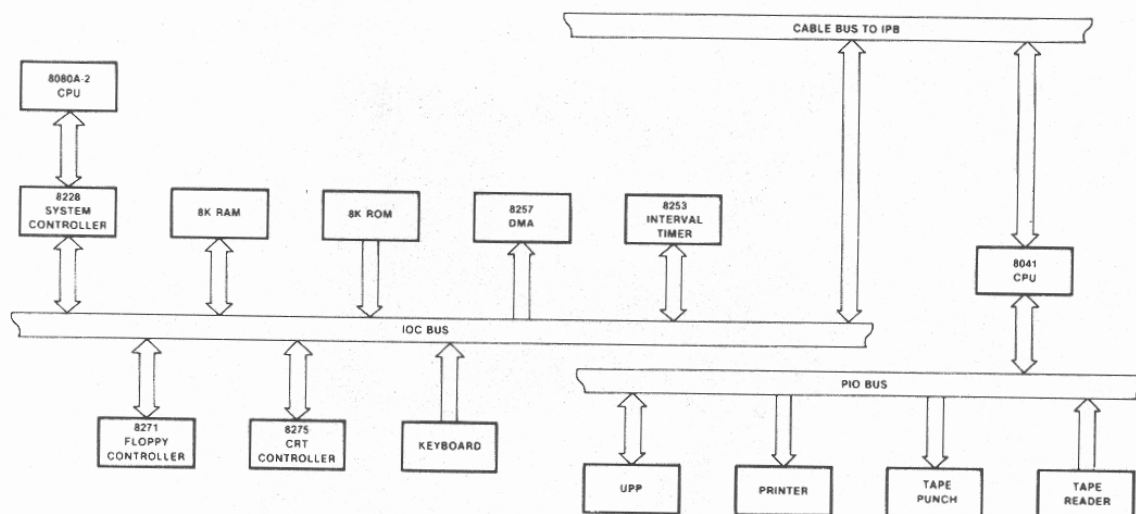 CABLE BUS TO IPB
8080A-2
CPU
8228
SYSTEM
CONTROLLER
8K RAM
8K ROM
8257
DMA
8253
INTERVAL
TIMER
8041
CPU
IOC BUS
PIO BUS
8271
FLOPPY
CONTROLLER
8275
CRT
CONTROLLER
KEYBOARD
UPP
PRINTER
TAPE
PUNCH
TAPE
READER